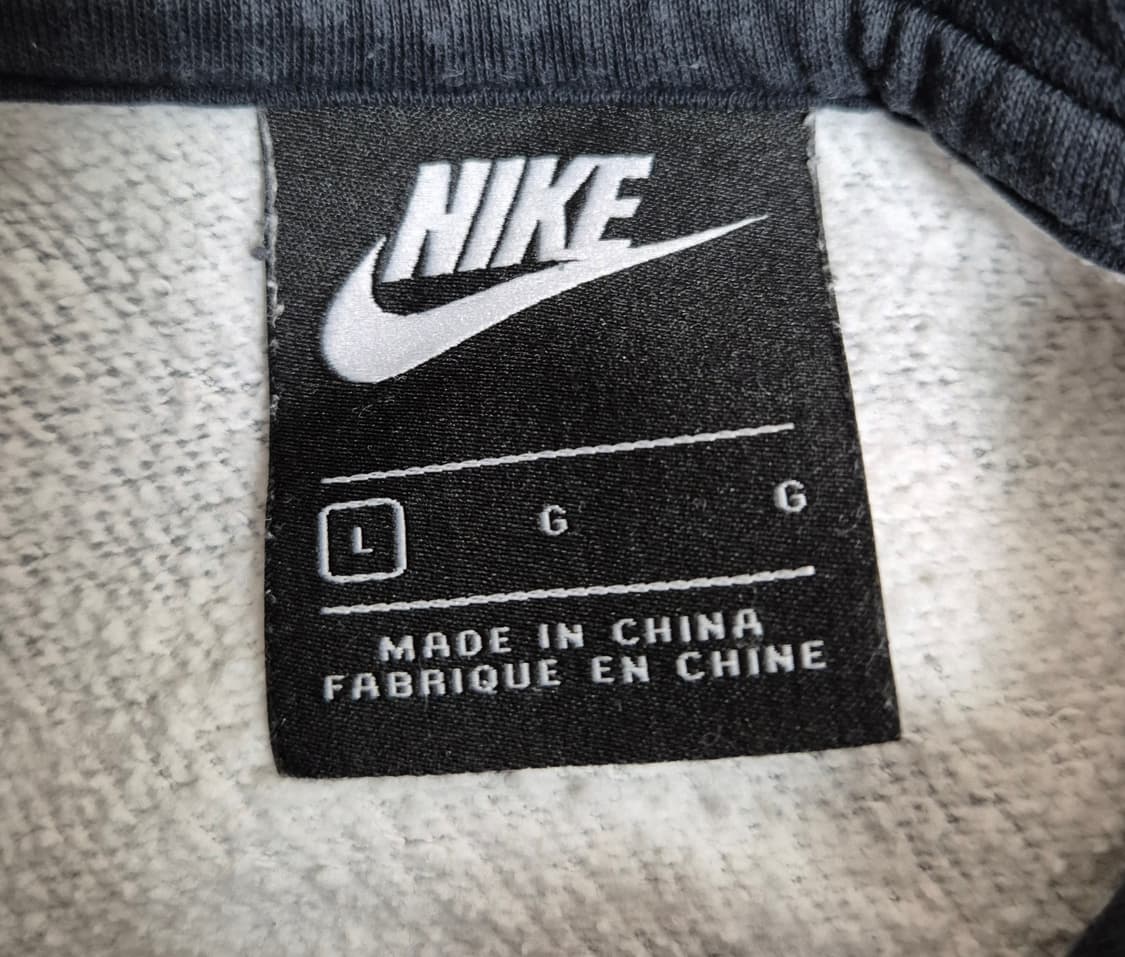 NIKE
L G G
MADE IN CHINA
FABRIQUE EN CHINE